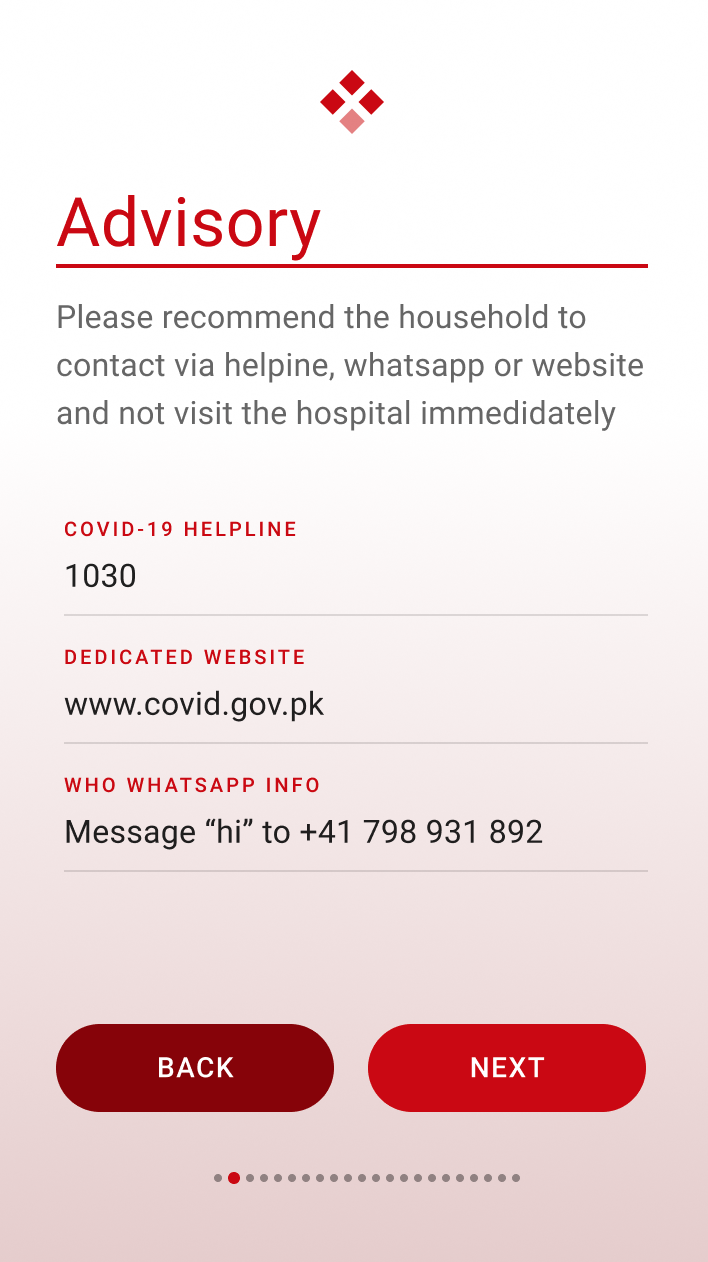 Advisory
Please recommend the household to
contact via helpine, whatsapp or website
and not visit the hospital immedidately
COVID-19 HELPLINE
1030
DEDICATED WEBSITE
www.covid.gov.pk
WHO WHATSAPP INFO
Message “hi” to +41 798 931 892
BACK
NEXT